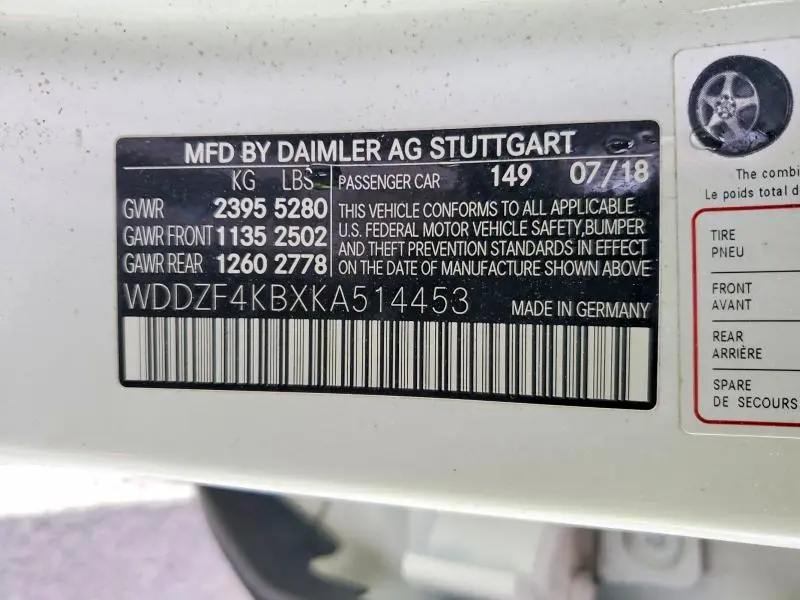 MFD BY DAIMLER AG STUTTGART
KG LBS
GVWR 2395 5280
GAWR FRONT 1135 2502
GAWR REAR 1260 2778
PASSENGER CAR 149 07/18
THIS VEHICLE CONFORMS TO ALL APPLICABLE
U.S. FEDERAL MOTOR VEHICLE SAFETY,BUMPER
AND THEFT PREVENTION STANDARDS IN EFFECT
ON THE DATE OF MANUFACTURE SHOWN ABOVE
WDDZF4KBXKA514453 MADE IN GERMANY
The combi
Le poids total d
TIRE
PNEU
FRONT
AVANT
REAR
ARRIÈRE
SPARE
DE SECOURS